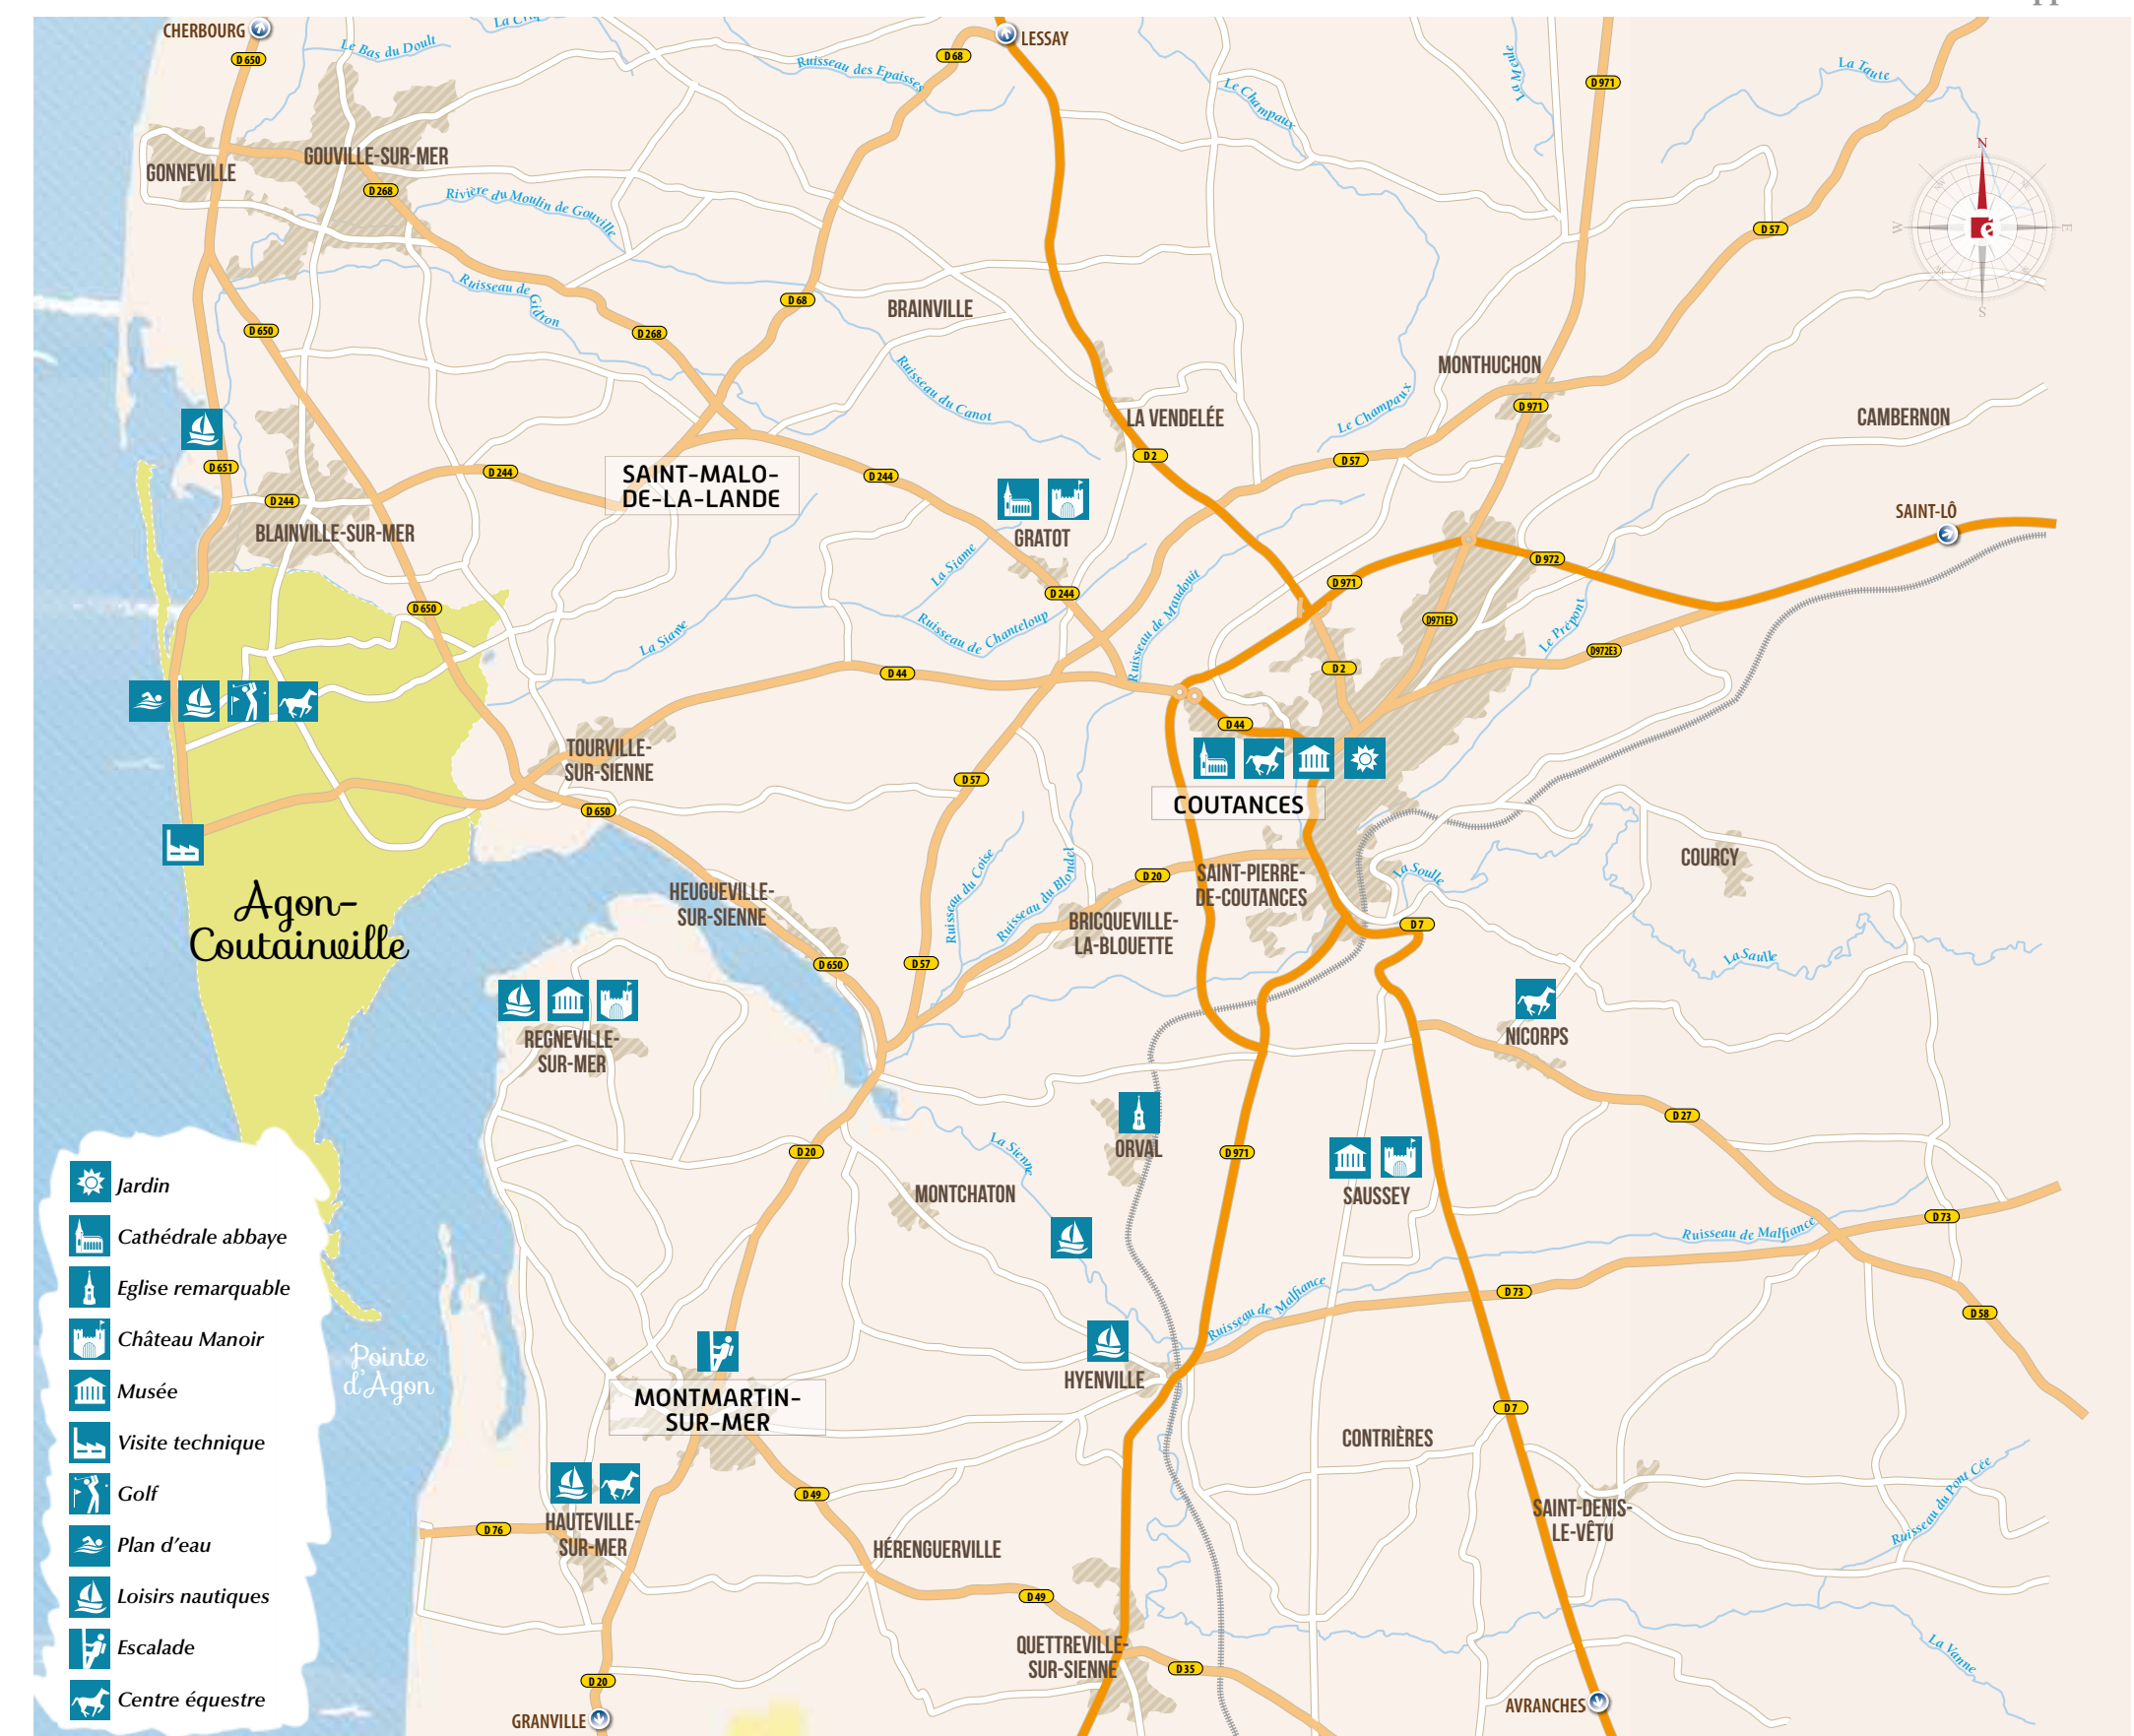 CHERBOURG
D 650
Le Bas du Doult
LESSAY
D 68
Ruisseau des Epaisses
Le Champaux
D 971
La Taute
GONNEVILLE
GOUVILLE-SUR-MER
D 268
Rivière du Moulin de Gouville
N
W
E
S
D 57
Ruisseau de Gidron
D 650
D 268
D 68
BRAINVILLE
Ruisseau du Canot
MONTHUCHON
D 971
Le Champaux
LA VENDELÉE
D 2
D 57
CAMBERNON
D 651
D 244
D 244
BLAINVILLE-SUR-MER
SAINT-MALO-
DE-LA-LANDE
D 244
GRATOT
SAINT-LÔ
D 972
D 971
D 244
La Siame
Ruisseau de Chanteloup
Ruisseau de Maudouit
D971E3
Le Prépont
D972E3
D 650
La Siame
D 44
D 2
D 44
TOURVILLE-
SUR-SIENNE
D 650
D 57
COUTANCES
Agon-
Coutainville
HEUGUEVILLE-
SUR-SIENNE
Ruisseau du Coise
Ruisseau du Blondel
D 20
SAINT-PIERRE-
DE-COUTANCES
La Soulle
COURCY
BRICQUEVILLE-
LA-BLOUETTE
D 7
D 650
D 57
La Saulle
REGNEVILLE-
SUR-MER
NICORPS
D 27
ORVAL
D 20
La Sienne
D 971
MONTCHATON
SAUSSEY
Ruisseau de Malfiance
D 73
Ruisseau de Malfiance
D 73
D 58
Pointe
d'Agon
HYENVILLE
MONTMARTIN-
SUR-MER
D 7
CONTRIÈRES
D 49
D 76
HAUTEVILLE-
SUR-MER
HÉRENGUERVILLE
SAINT-DENIS-
LE-VÊTU
Ruisseau du Pont Cée
D 49
QUETTREVILLE-
SUR-SIENNE
D 35
La Vanne
D 20
GRANVILLE
AVRANCHES
Jardin
Cathédrale abbaye
Eglise remarquable
Château Manoir
Musée
Visite technique
Golf
Plan d'eau
Loisirs nautiques
Escalade
Centre équestre